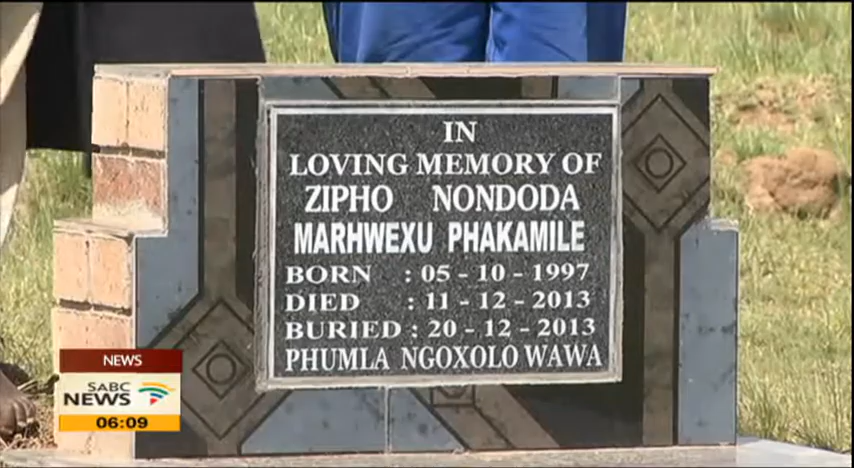 IN
LOVING MEMORY OF
ZIPHO NONDODA
MARHWEXU PHAKAMILE
BORN : 05 - 10 - 1997
DIED : 11 - 12 - 2013
BURIED : 20 - 12 - 2013
PHUMLA NGOXOLO WAWA
NEWS
SABC
NEWS
06:09